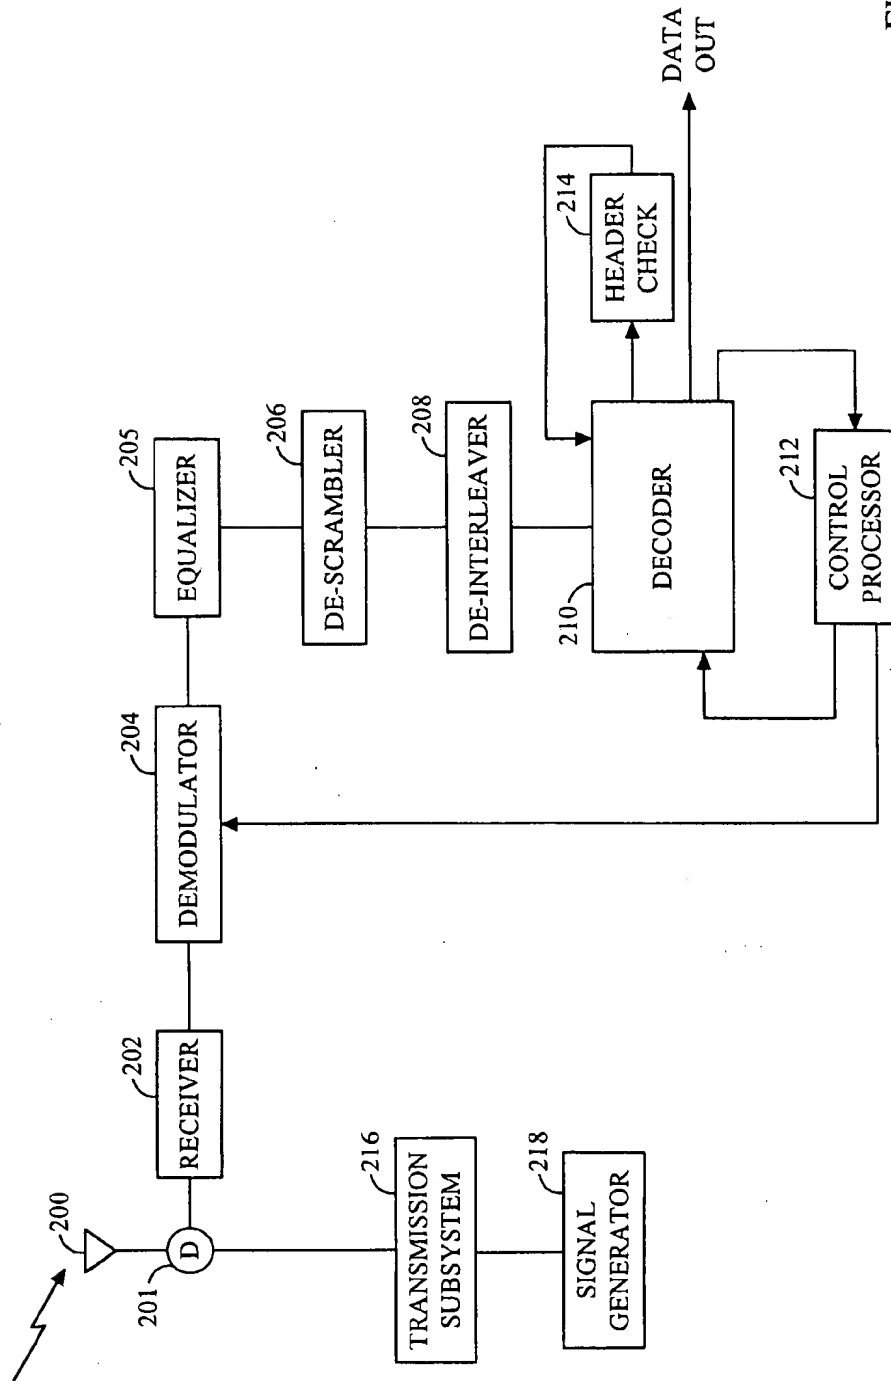 200
D
201
202
RECEIVER
204
DEMODULATOR
205
EQUALIZER
206
DE-SCRAMBLER
208
DE-INTERLEAVER
210
DECODER
214
HEADER
CHECK
DATA
OUT
212
CONTROL
PROCESSOR
216
TRANSMISSION
SUBSYSTEM
218
SIGNAL
GENERATOR